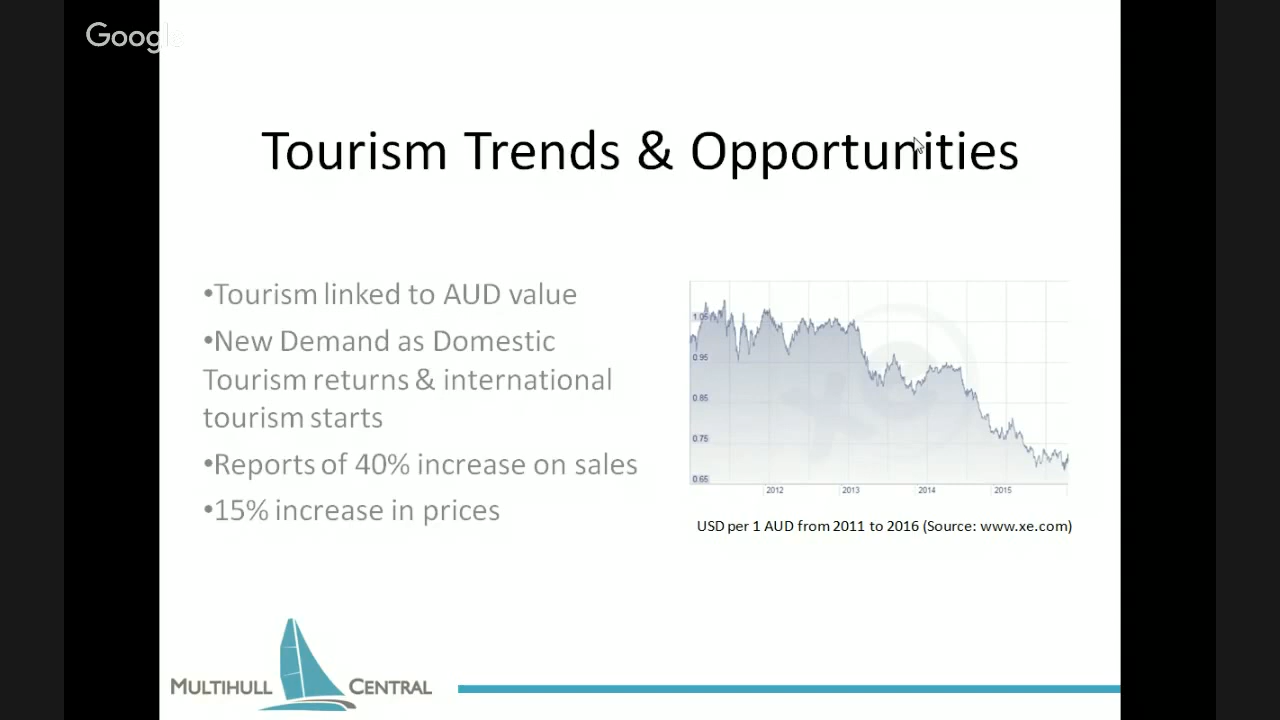 Google
Tourism Trends & Opportunities
•Tourism linked to AUD value
•New Demand as Domestic
Tourism returns & international
tourism starts
•Reports of 40% increase on sales
•15% increase in prices
1.05
0.95
0.85
0.75
0.65
2012 2013 2014 2015
USD per 1 AUD from 2011 to 2016 (Source: www.xe.com)
MULTIHULL CENTRAL